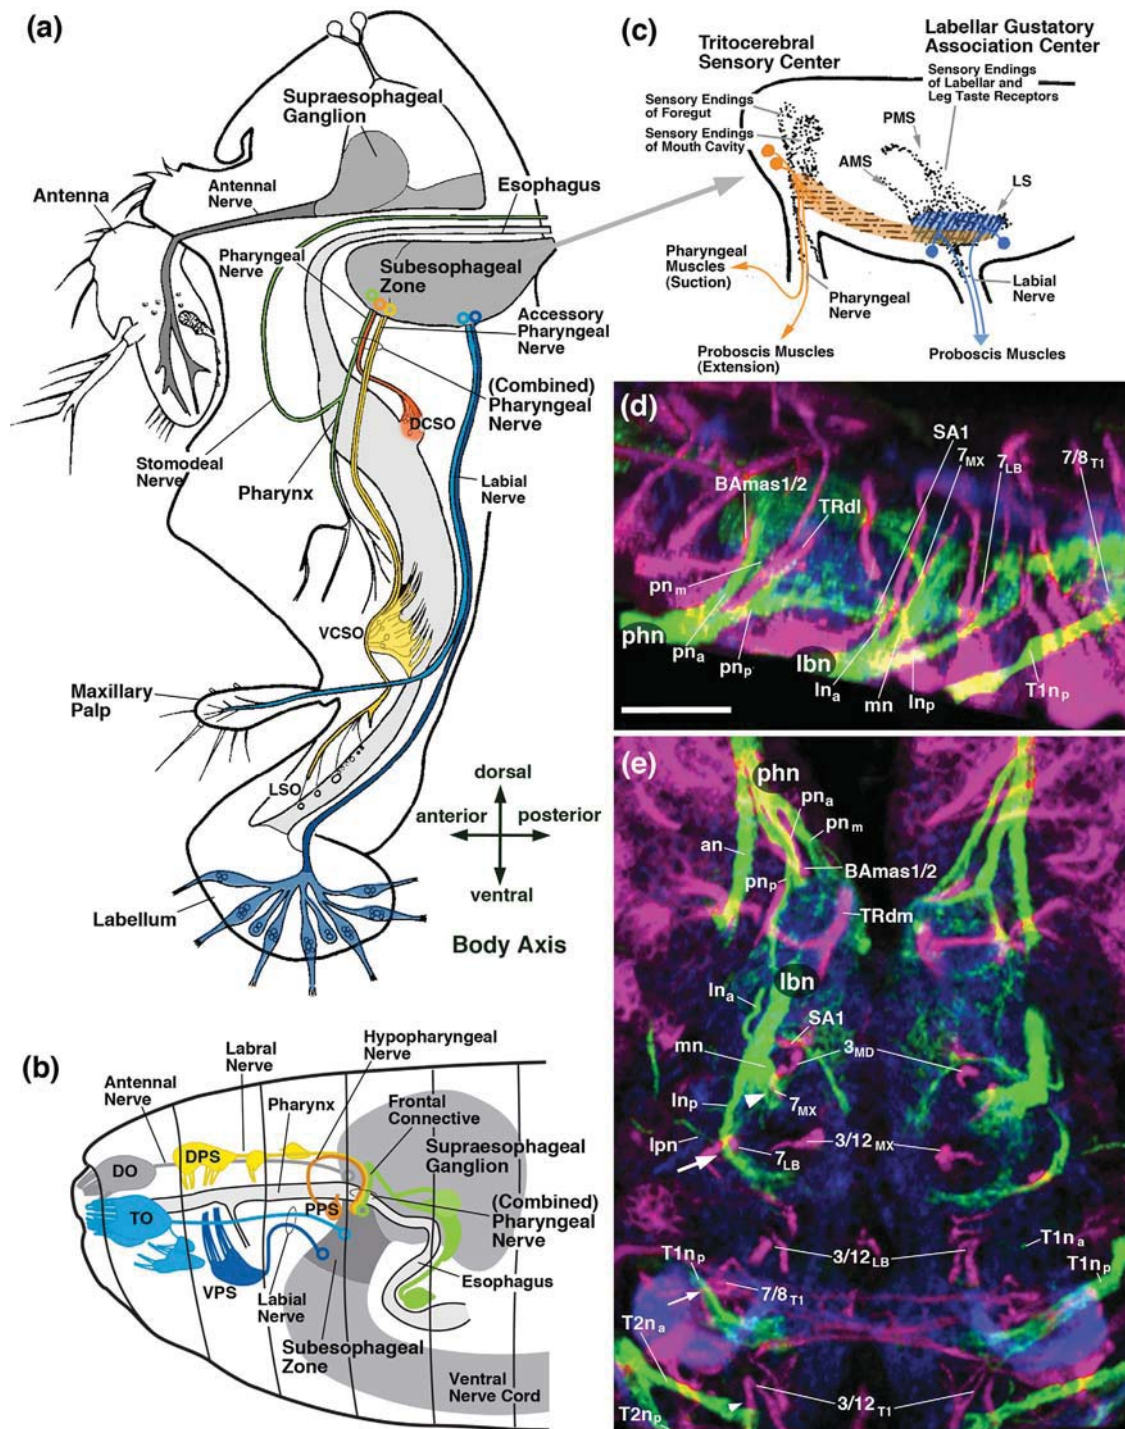 (a)
Supraesophageal
Ganglion
Antenna
Antennal
Nerve
Esophagus
Pharyngeal
Nerve
Subesophageal
Zone
Accessory
Pharyngeal
Nerve
(Combined)
Pharyngeal
Nerve
DCSO
Stomodeal
Nerve
Pharynx
Labial
Nerve
VCSO
Maxillary
Palp
LSO
dorsal
anterior
posterior
ventral
Labellum
Body Axis
(b)
Hypopharyngeal
Nerve
Labral
Nerve
Antennal
Nerve
Pharynx
Frontal
Connective
Supraesophageal
Ganglion
DO
DPS
TO
PPS
(Combined)
Pharyngeal
Nerve
VPS
Labial
Nerve
Esophagus
Subesophageal
Zone
Ventral
Nerve Cord
(c)
Tritocerebral
Sensory Center
Labellar Gustatory
Association Center
Sensory Endings
of Foregut
Sensory Endings
of Mouth Cavity
Sensory Endings
of Labellar and
Leg Taste Receptors
PMS
AMS
LS
Pharyngeal
Muscles
(Suction)
Pharyngeal
Nerve
Labial
Nerve
Proboscis Muscles
(Extension)
Proboscis Muscles
(d)
SA1
7MX
7LB
7/8T1
BAmas1/2
TRdl
pnm
phn
pna
pnp
lbn
lna
mn
lnp
T1np
(e)
phn
pna
pnm
an
BAmas1/2
pnp
TRdm
lbn
lna
SA1
mn
3MD
lnp
7MX
lpn
3/12MX
7LB
T1np
3/12LB
T1na
T1np
7/8T1
T2na
3/12T1
T2np